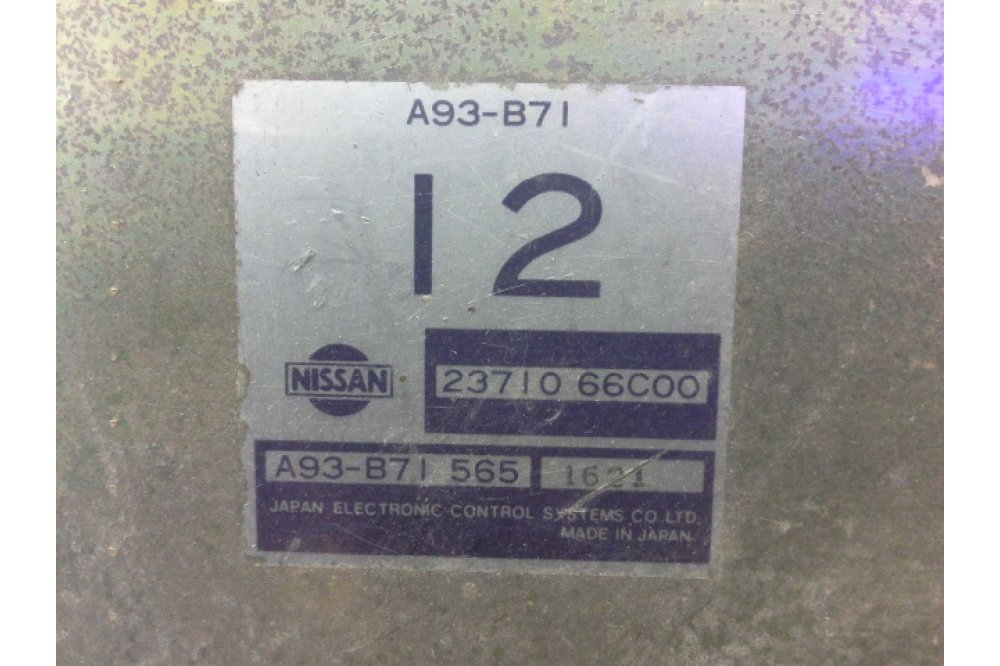 A93-B71
12
NISSAN
23710 66C00
A93-B71 565 1621
JAPAN ELECTRONIC CONTROL SYSTEMS CO.LTD.
MADE IN JAPAN